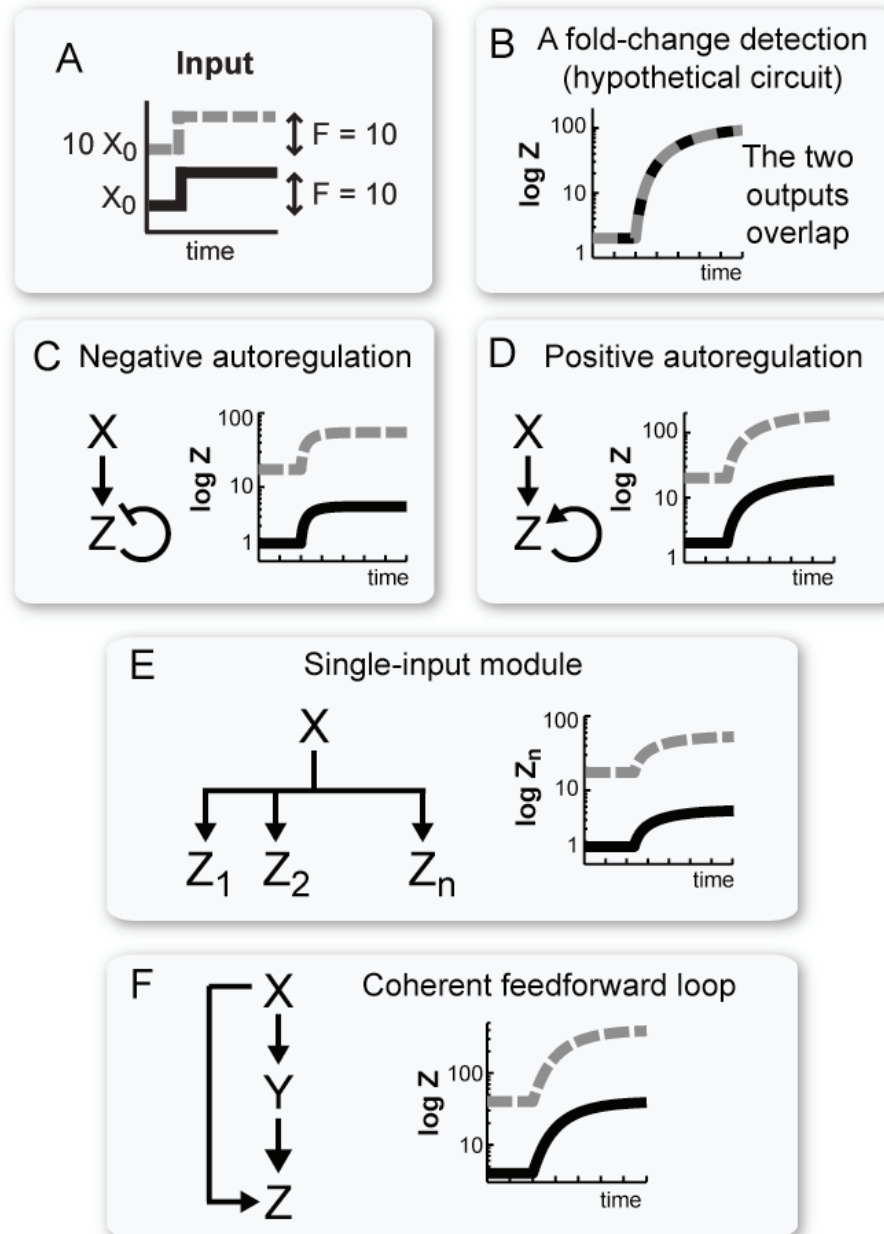 A
Input
10 X0
F = 10
X0
F = 10
time
B
A fold-change detection
(hypothetical circuit)
log Z
100
10
1
The two
outputs
overlap
time
C
Negative autoregulation
X
Z
log Z
100
10
1
time
D
Positive autoregulation
X
Z
log Z
100
10
1
time
E
Single-input module
X
Z1 Z2 Zn
log Zn
100
10
1
time
F
Coherent feedforward loop
X
Y
Z
log Z
100
10
time